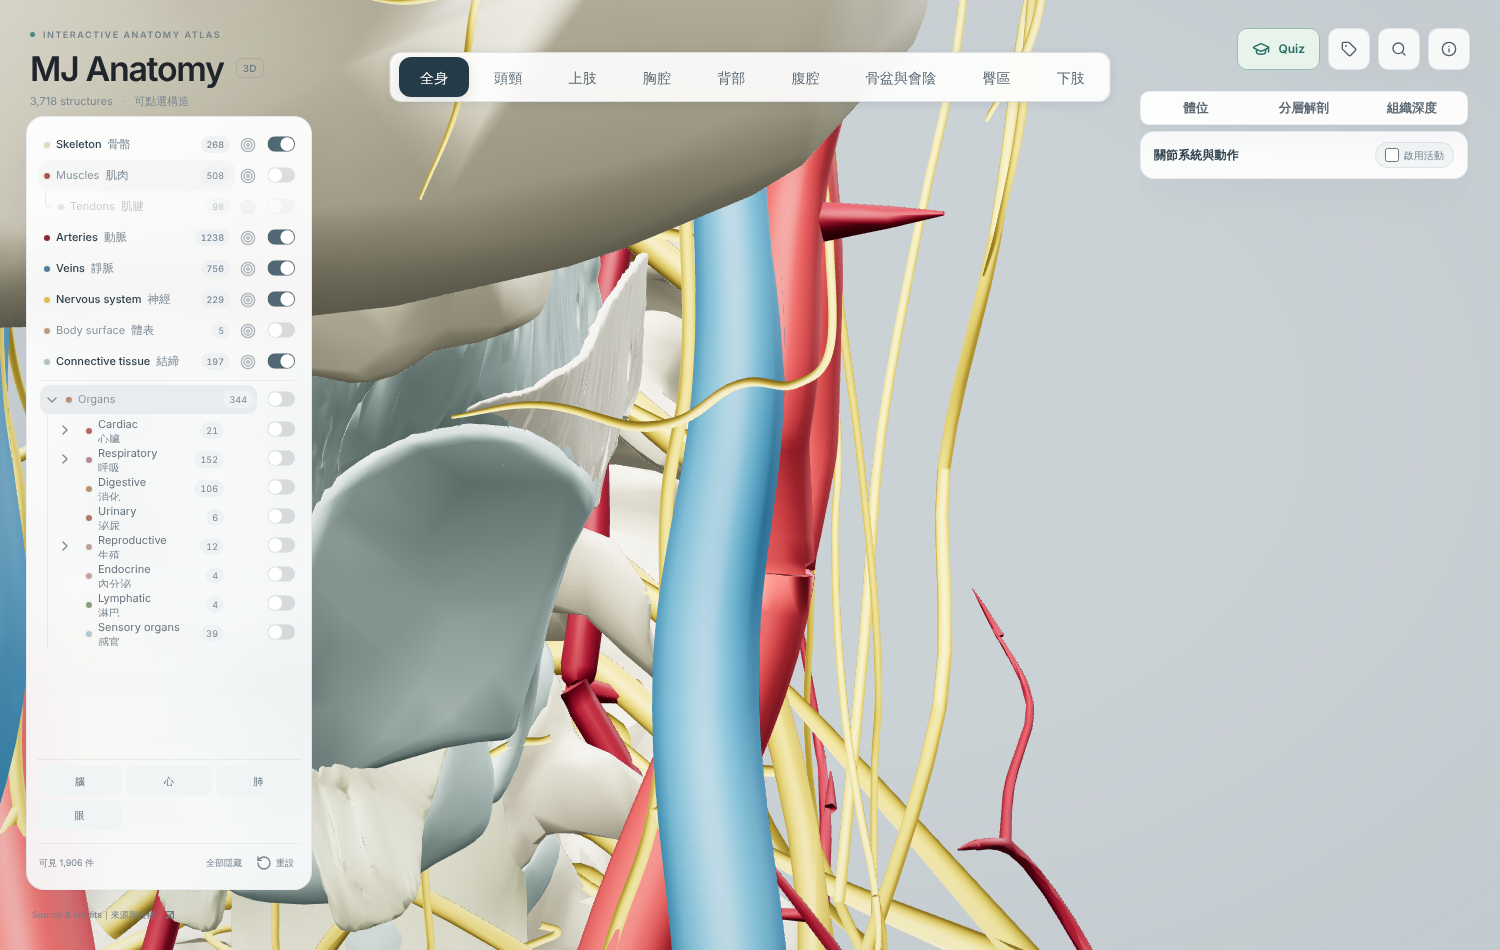 INTERACTIVE ANATOMY ATLAS
MJ Anatomy 3D
3,718 structures · 可點選構造
全身 頭頸 上肢 胸腔 背部 腹腔 骨盆與會陰 臀區 下肢
Quiz
體位 分層解剖 組織深度
關節系統與動作 啟用活動
Skeleton 骨骼 268
Muscles 肌肉 508
Tendons 肌腱 98
Arteries 動脈 1238
Veins 靜脈 756
Nervous system 神經 229
Body surface 體表 5
Connective tissue 結締 197
Organs 344
Cardiac 21
心臟
Respiratory 152
呼吸
Digestive 106
消化
Urinary 6
泌尿
Reproductive 12
生殖
Endocrine 4
內分泌
Lymphatic 4
淋巴
Sensory organs 39
感官
腦 心 肺
眼
可見 1,906 件 全部隱藏 重設
Source & credits | 來源與